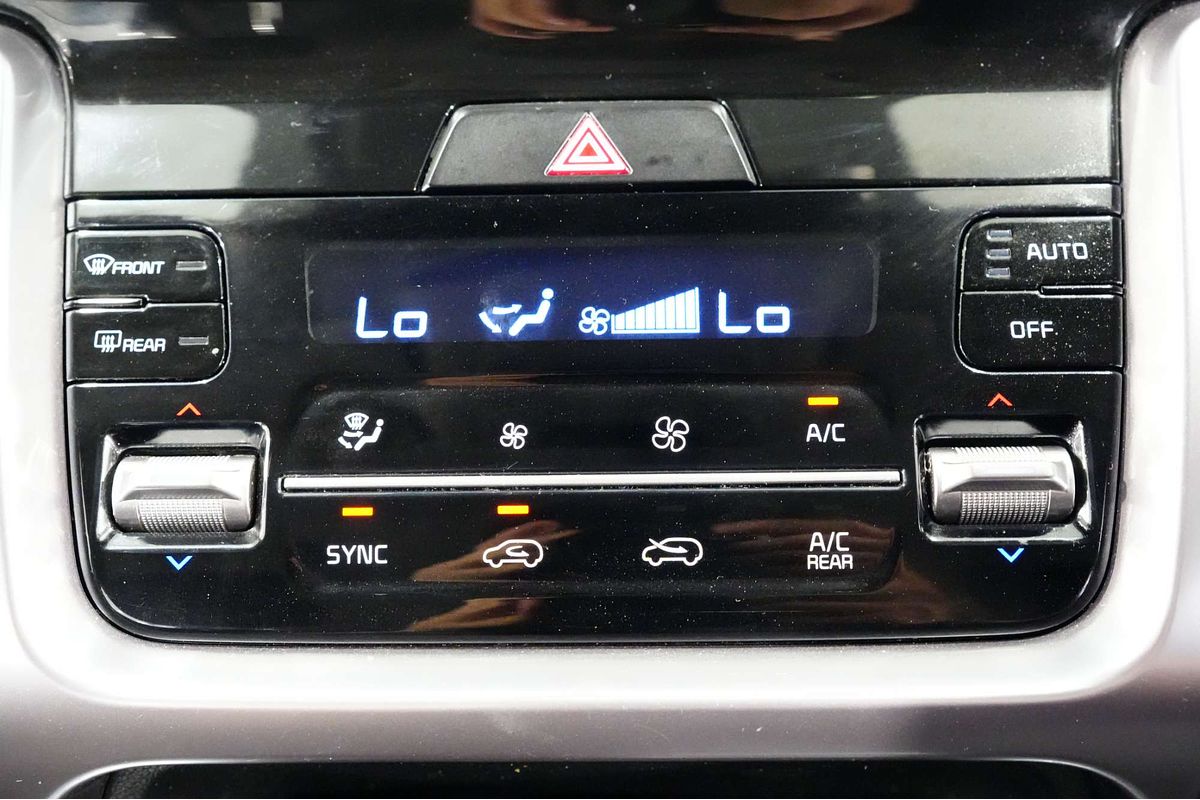 FRONT
AUTO
REAR
OFF
Lo
Lo
A/C
SYNC
A/C
REAR